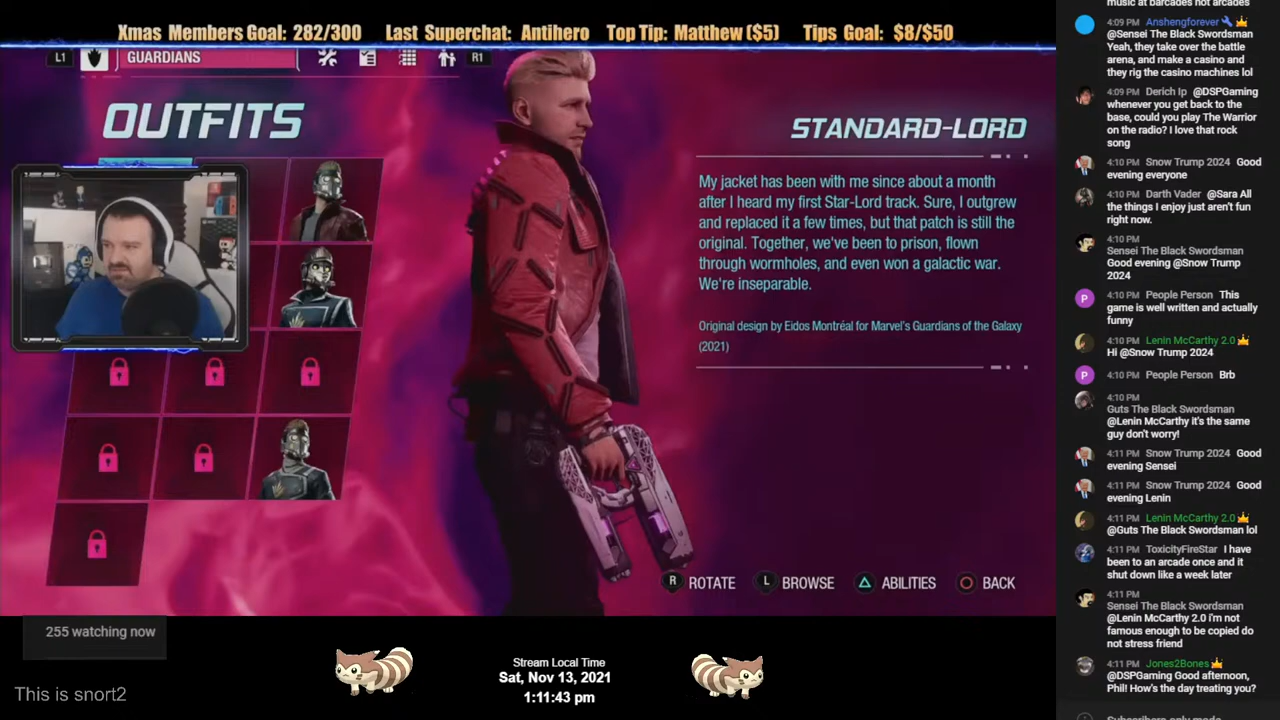 Xmas Members Goal: 282/300 Last Superchat: Antihero Top Tip: Matthew ($5) Tips Goal: $8/$50
L1 GUARDIANS R1
OUTFITS
STANDARD-LORD
My jacket has been with me since about a month
after I heard my first Star-Lord track. Sure, I outgrew
and replaced it a few times, but that patch is still the
original. Together, we've been to prison, flown
through wormholes, and even won a galactic war.
We're inseparable.
Original design by Eidos Montréal for Marvel's Guardians of the Galaxy
(2021)
R ROTATE L BROWSE ABILITIES BACK
255 watching now
This is snort2
Stream Local Time
Sat, Nov 13, 2021
1:11:43 pm
music at barcades not arcades
4:09 PM Anshengforever
@Sensei The Black Swordsman
Yeah, they take over the battle
arena, and make a casino and
they rig the casino machines lol
4:09 PM Derich Ip @DSPGaming
whenever you get back to the
base, could you play The Warrior
on the radio? I love that rock
song
4:10 PM Snow Trump 2024 Good
evening everyone
4:10 PM Darth Vader @Sara All
the things I enjoy just aren't fun
right now.
4:10 PM
Sensei The Black Swordsman
Good evening @Snow Trump
2024
P 4:10 PM People Person This
game is well written and actually
funny
4:10 PM Lenin McCarthy 2.0
Hi @Snow Trump 2024
P 4:10 PM People Person Brb
4:10 PM
Guts The Black Swordsman
@Lenin McCarthy it's the same
guy don't worry!
4:11 PM Snow Trump 2024 Good
evening Sensei
4:11 PM Snow Trump 2024 Good
evening Lenin
4:11 PM Lenin McCarthy 2.0
@Guts The Black Swordsman lol
4:11 PM ToxicityFireStar I have
been to an arcade once and it
shut down like a week later
4:11 PM
Sensei The Black Swordsman
@Lenin McCarthy 2.0 i'm not
famous enough to be copied do
not stress friend
4:11 PM Jones2Bones
@DSPGaming Good afternoon,
Phil! How's the day treating you?
Subscribers-only mode